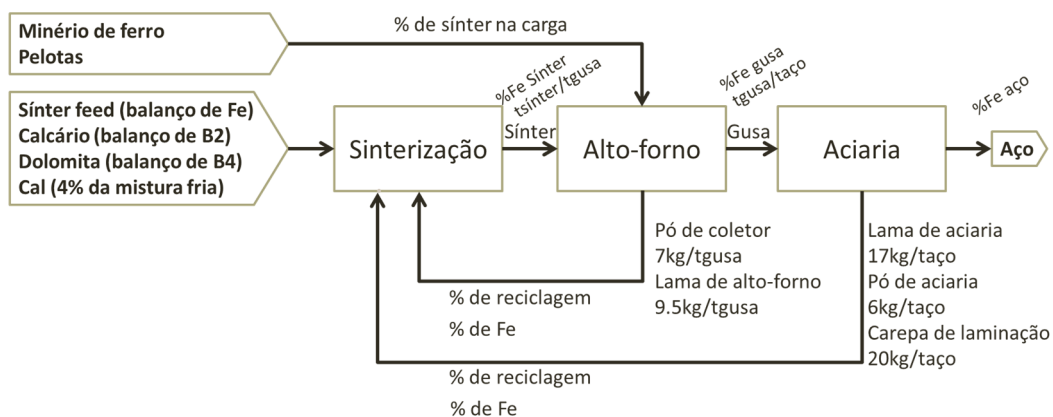 Minério de ferro
Pelotas
% de sínter na carga
Sínter feed (balanço de Fe)
Calcário (balanço de B2)
Dolomita (balanço de B4)
Cal (4% da mistura fria)
Sinterização
%Fe Sínter
tsínter/tgusa
Sínter
Alto-forno
%Fe gusa
tgusa/taço
Gusa
Aciaria
%Fe aço
Aço
Pó de coletor
7kg/tgusa
Lama de alto-forno
9.5kg/tgusa
% de reciclagem
% de Fe
Lama de aciaria
17kg/taço
Pó de aciaria
6kg/taço
Carepa de laminação
20kg/taço
% de reciclagem
% de Fe